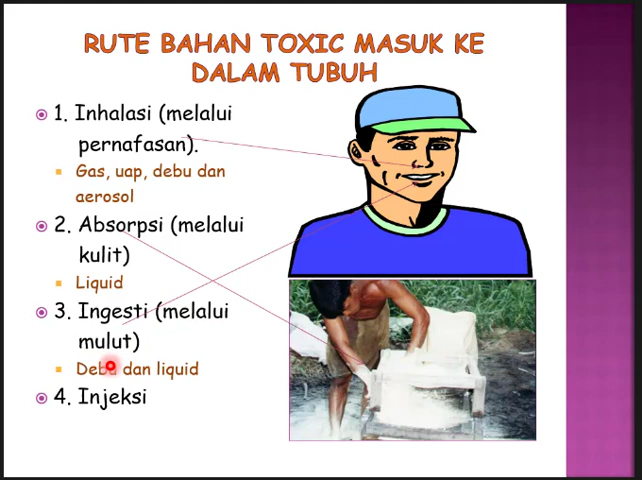 RUTE BAHAN TOXIC MASUK KE
DALAM TUBUH
1. Inhalasi (melalui
pernafasan).
Gas, uap, debu dan
aerosol
2. Absorpsi (melalui
kulit)
Liquid
3. Ingesti (melalui
mulut)
Debu dan liquid
4. Injeksi